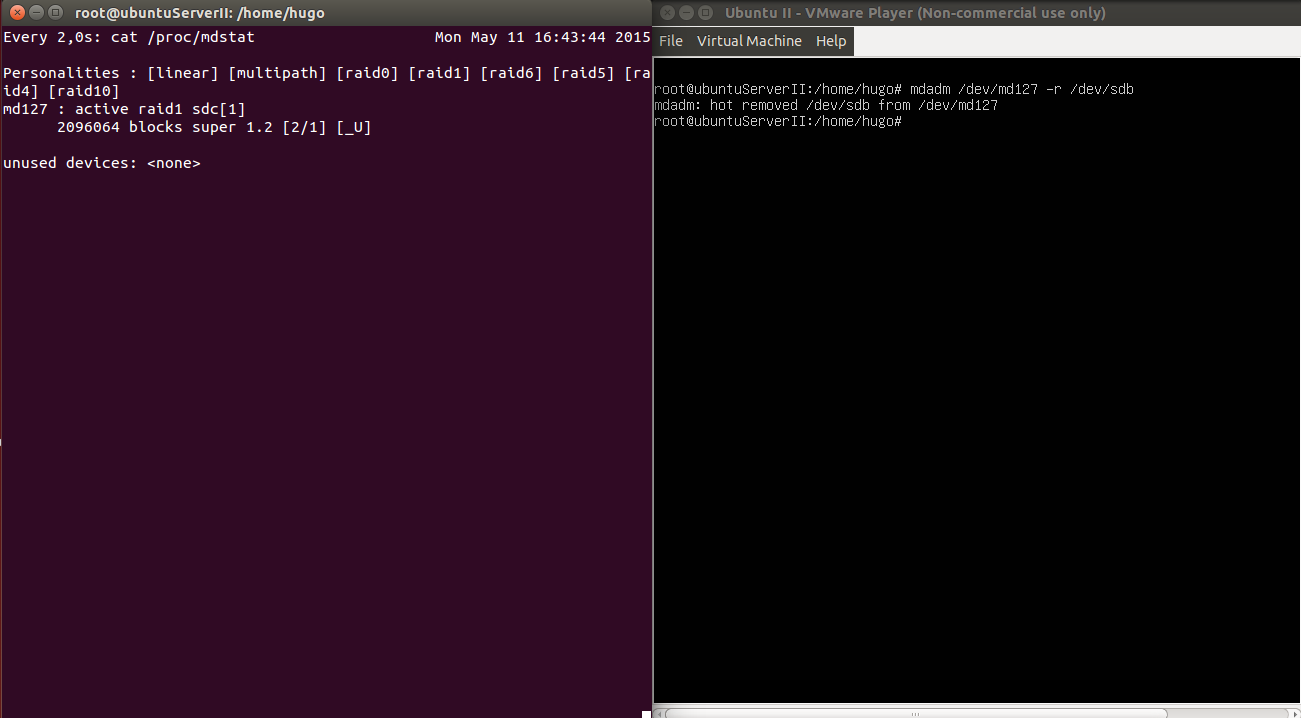 root@ubuntuServerII: /home/hugo
Every 2,0s: cat /proc/mdstat Mon May 11 16:43:44 2015
Personalities : [linear] [multipath] [raid0] [raid1] [raid6] [raid5] [ra
id4] [raid10]
md127 : active raid1 sdc[1]
2096064 blocks super 1.2 [2/1] [_U]
unused devices: <none>
Ubuntu II - VMware Player (Non-commercial use only)
File Virtual Machine Help
root@ubuntuServerII:/home/hugo# mdadm /dev/md127 -r /dev/sdb
mdadm: hot removed /dev/sdb from /dev/md127
root@ubuntuServerII:/home/hugo#